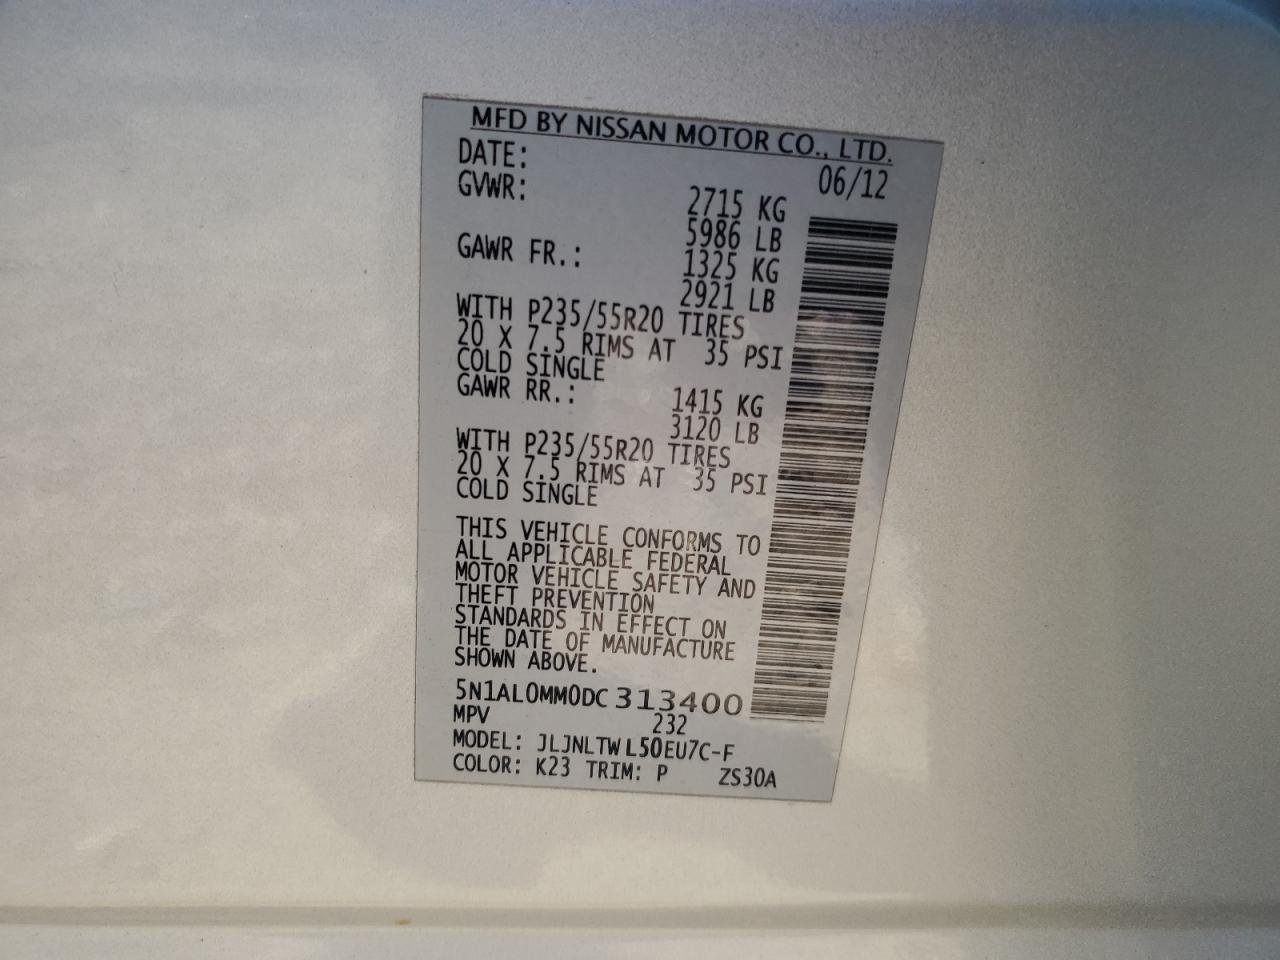 MFD BY NISSAN MOTOR CO., LTD.
DATE: 06/12
GVWR: 2715 KG
5986 LB
GAWR FR.: 1325 KG
2921 LB
WITH P235/55R20 TIRES
20 X 7.5 RIMS AT 35 PSI
COLD SINGLE
GAWR RR.: 1415 KG
3120 LB
WITH P235/55R20 TIRES
20 X 7.5 RIMS AT 35 PSI
COLD SINGLE
THIS VEHICLE CONFORMS TO
ALL APPLICABLE FEDERAL
MOTOR VEHICLE SAFETY AND
THEFT PREVENTION
STANDARDS IN EFFECT ON
THE DATE OF MANUFACTURE
SHOWN ABOVE.
5N1AL0MM0DC313400
MPV 232
MODEL: JLJNLTWL50EU7C-F
COLOR: K23 TRIM: P ZS30A